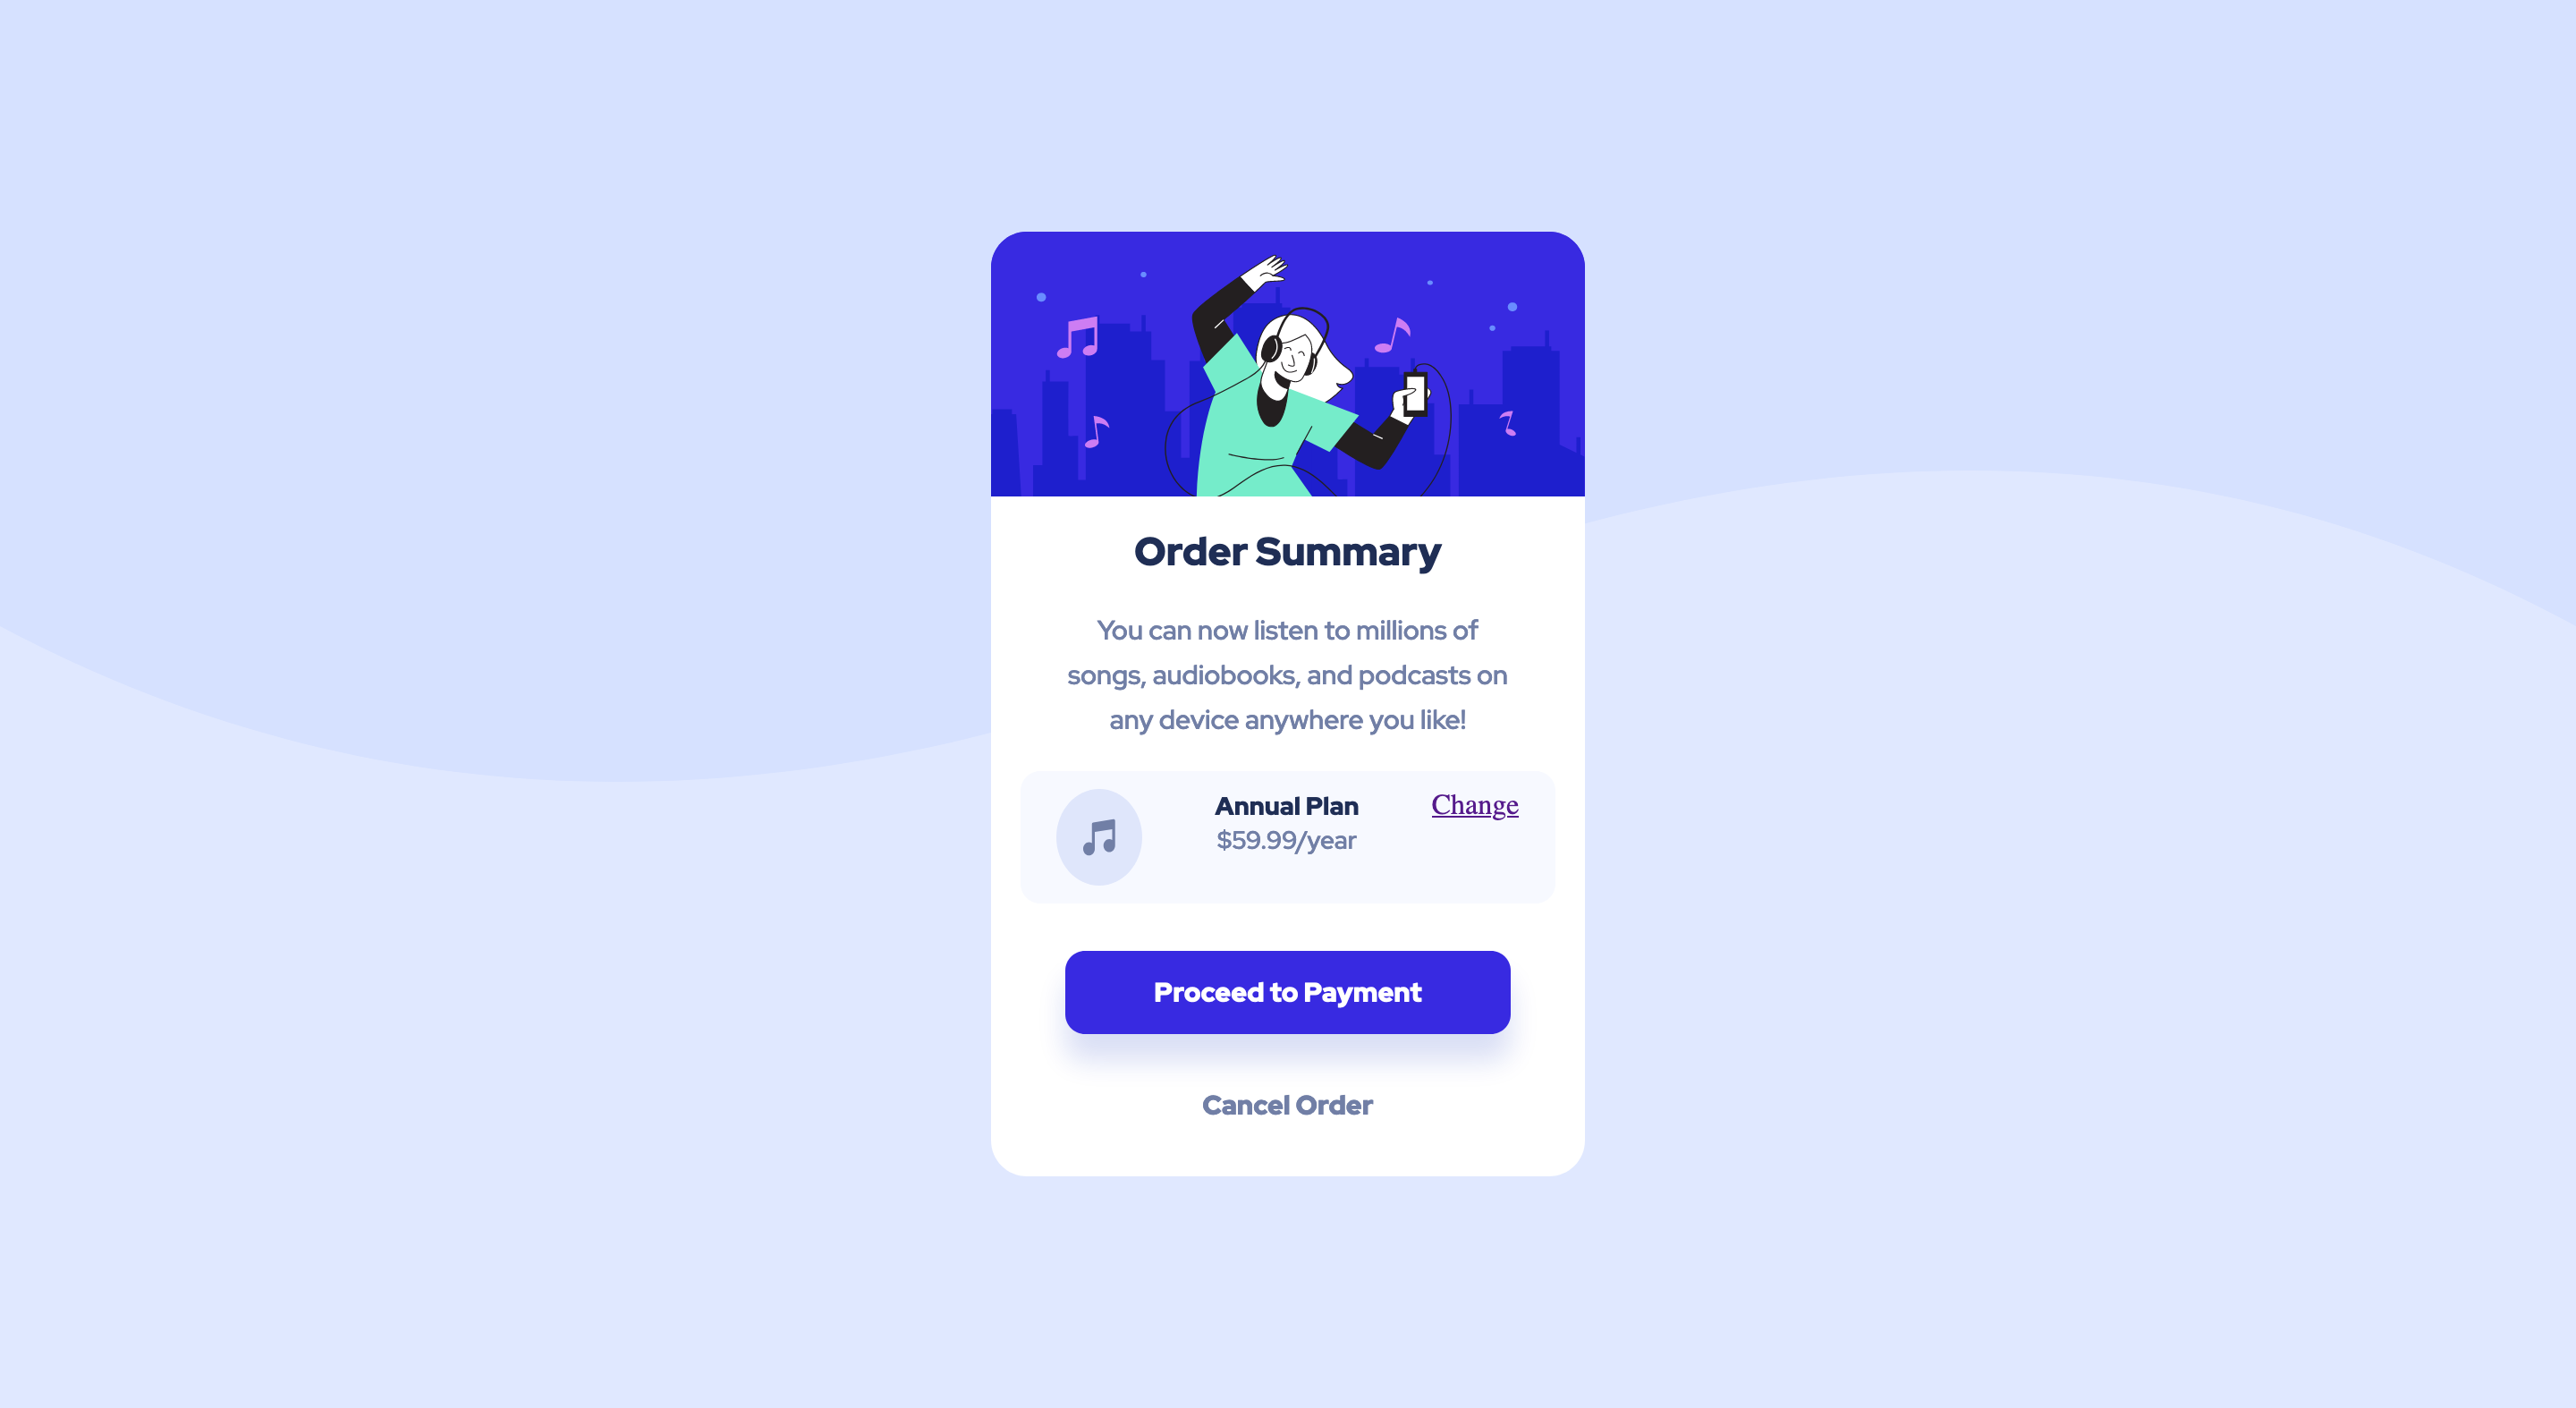 Order Summary
You can now listen to millions of
songs, audiobooks, and podcasts on
any device anywhere you like!
Annual Plan
Change
$59.99/year
Proceed to Payment
Cancel Order